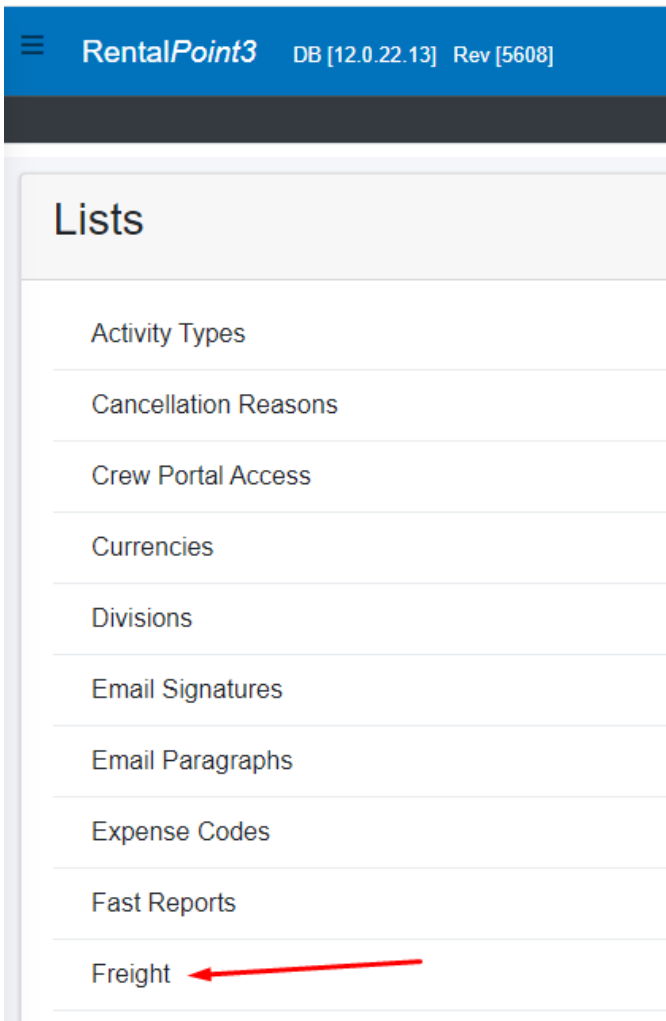 RentalPoint3 DB [12.0.22.13] Rev [5608]
Lists
Activity Types
Cancellation Reasons
Crew Portal Access
Currencies
Divisions
Email Signatures
Email Paragraphs
Expense Codes
Fast Reports
Freight